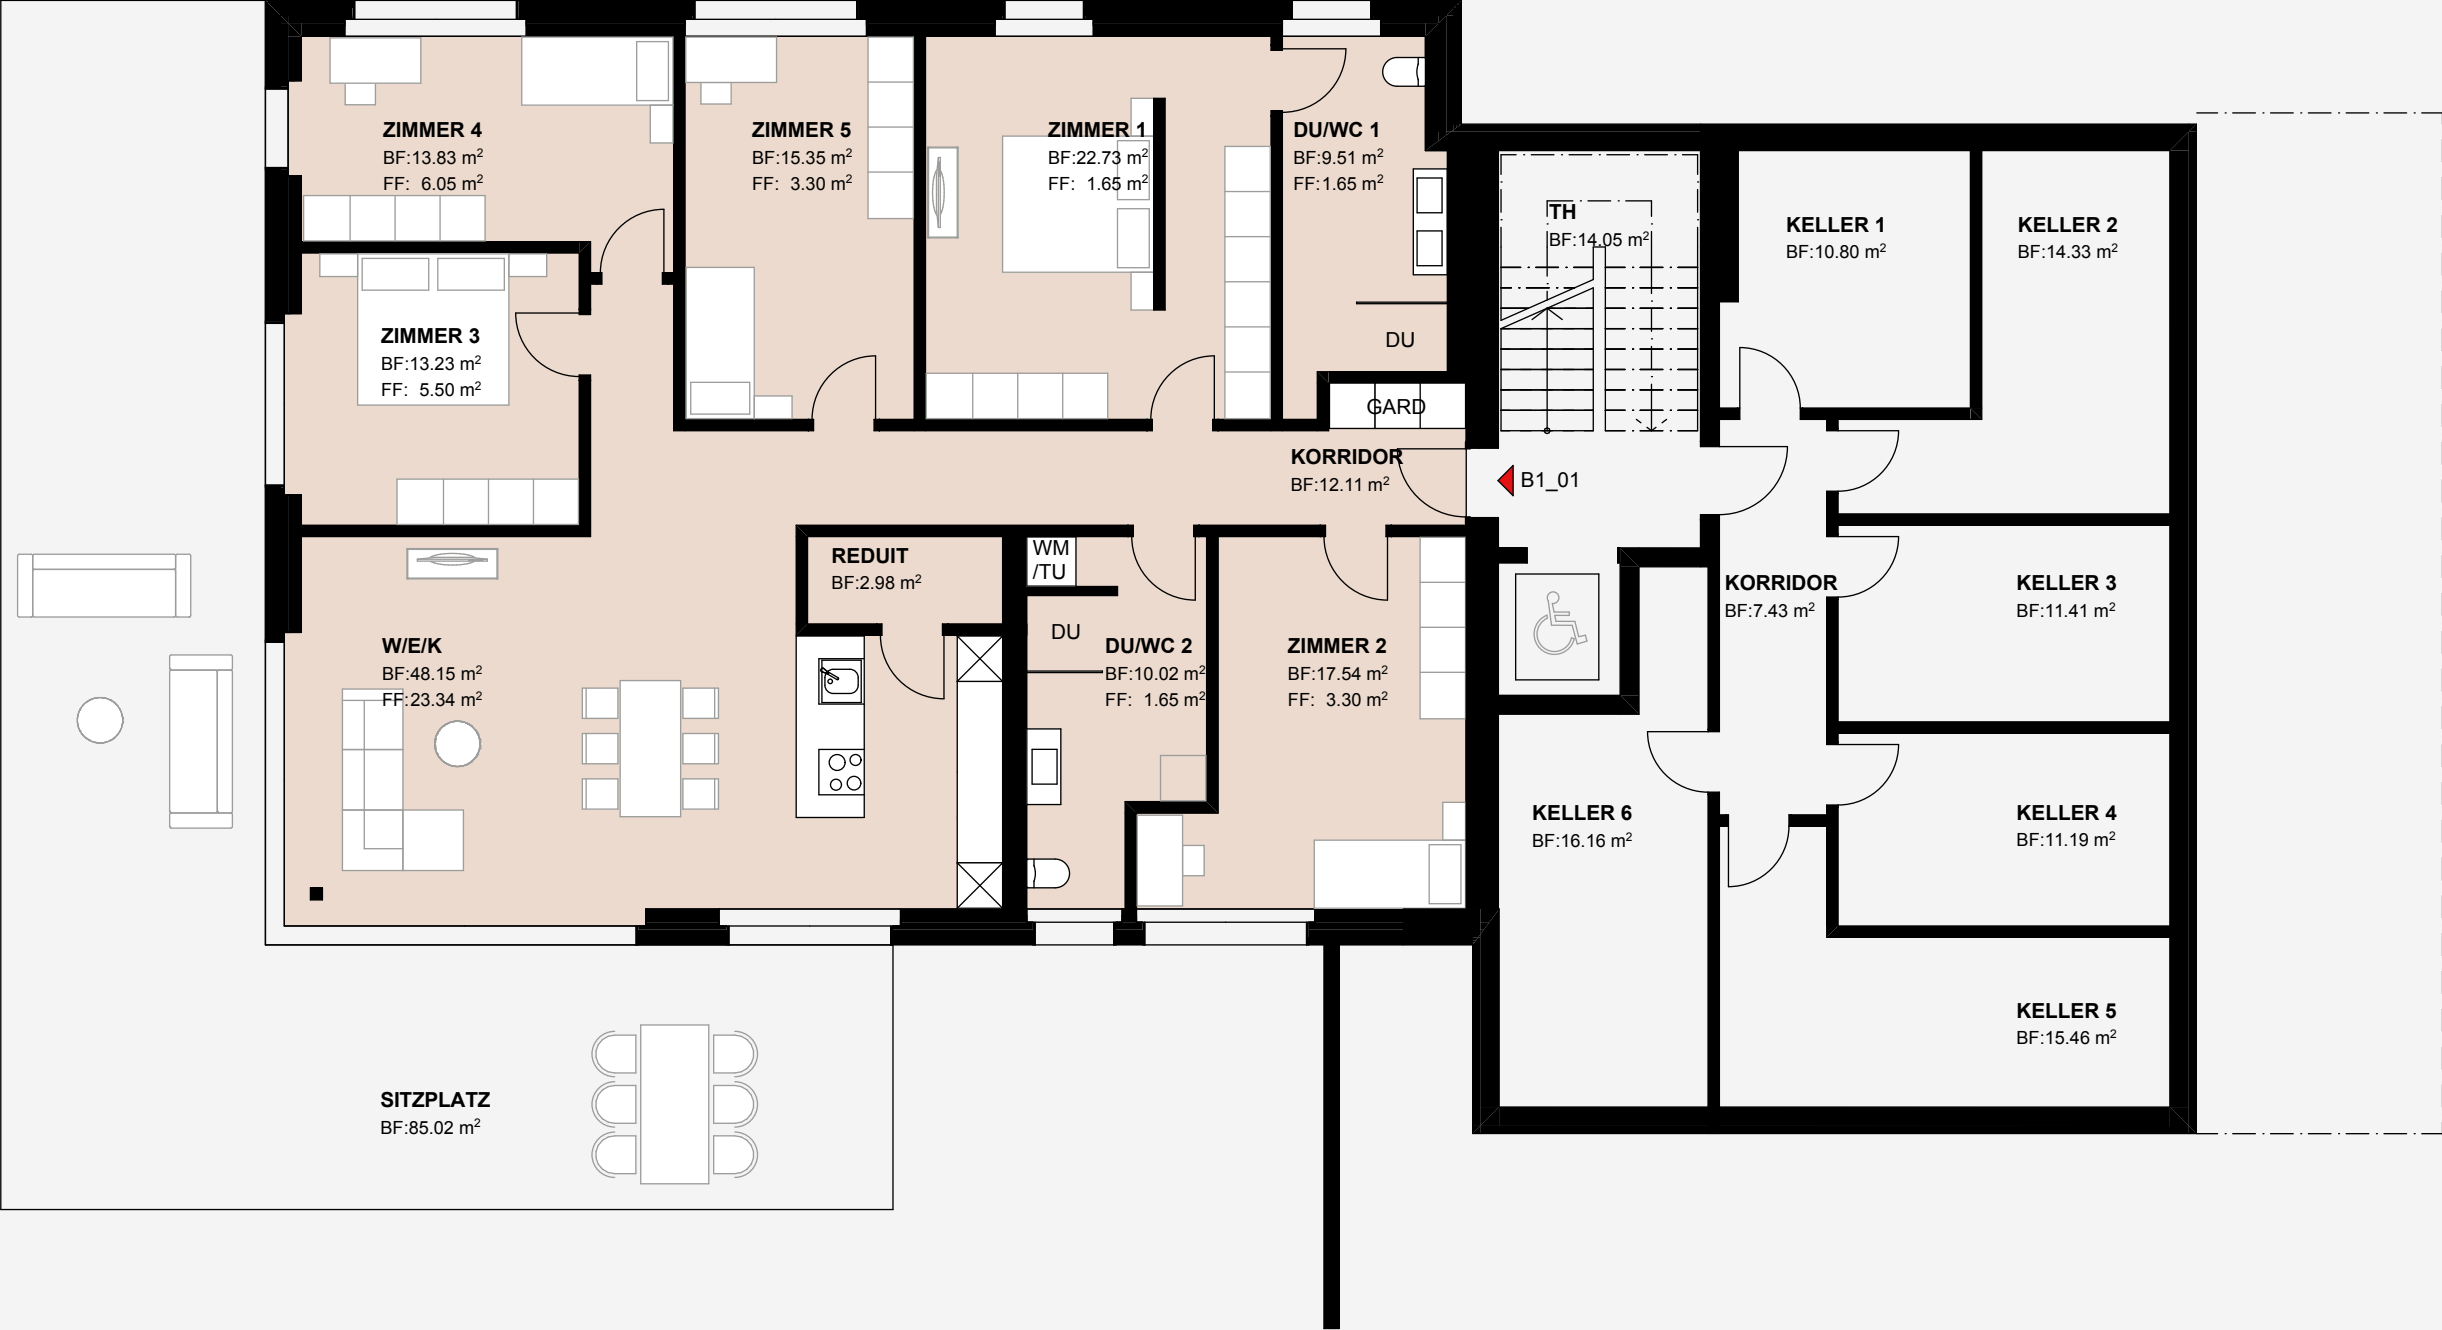 ZIMMER 4
BF:13.83 m²
FF: 6.05 m²
ZIMMER 5
BF:15.35 m²
FF: 3.30 m²
ZIMMER 1
BF:22.73 m²
FF: 1.65 m²
DU/WC 1
BF:9.51 m²
FF:1.65 m²
TH
BF:14.05 m²
KELLER 1
BF:10.80 m²
KELLER 2
BF:14.33 m²
ZIMMER 3
BF:13.23 m²
FF: 5.50 m²
DU
GARD
KORRIDOR
BF:12.11 m²
B1_01
REDUIT
BF:2.98 m²
WM
/TU
KORRIDOR
BF:7.43 m²
KELLER 3
BF:11.41 m²
W/E/K
BF:48.15 m²
FF:23.34 m²
DU
DU/WC 2
BF:10.02 m²
FF: 1.65 m²
ZIMMER 2
BF:17.54 m²
FF: 3.30 m²
KELLER 6
BF:16.16 m²
KELLER 4
BF:11.19 m²
KELLER 5
BF:15.46 m²
SITZPLATZ
BF:85.02 m²